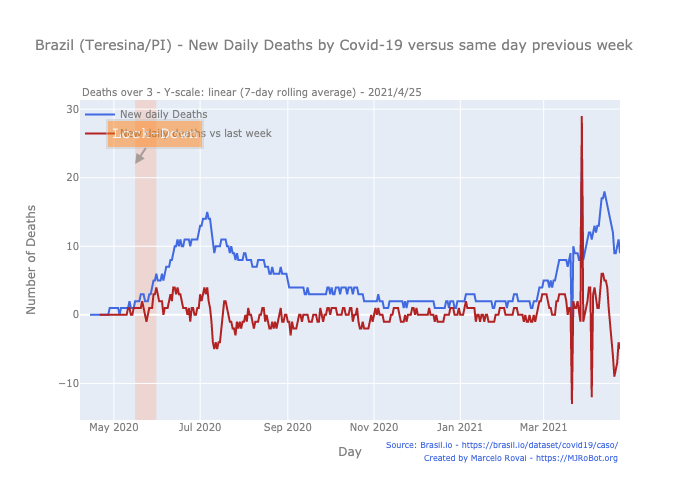 Brazil (Teresina/PI) - New Daily Deaths by Covid-19 versus same day previous week
Deaths over 3 - Y-scale: linear (7-day rolling average) - 2021/4/25
New daily Deaths
New daily deaths vs last week
Lock Down
Number of Deaths
30
20
10
0
−10
May 2020
Jul 2020
Sep 2020
Nov 2020
Jan 2021
Mar 2021
Day
Source: Brasil.io - https://brasil.io/dataset/covid19/caso/
Created by Marcelo Rovai - https://MJRoBot.org